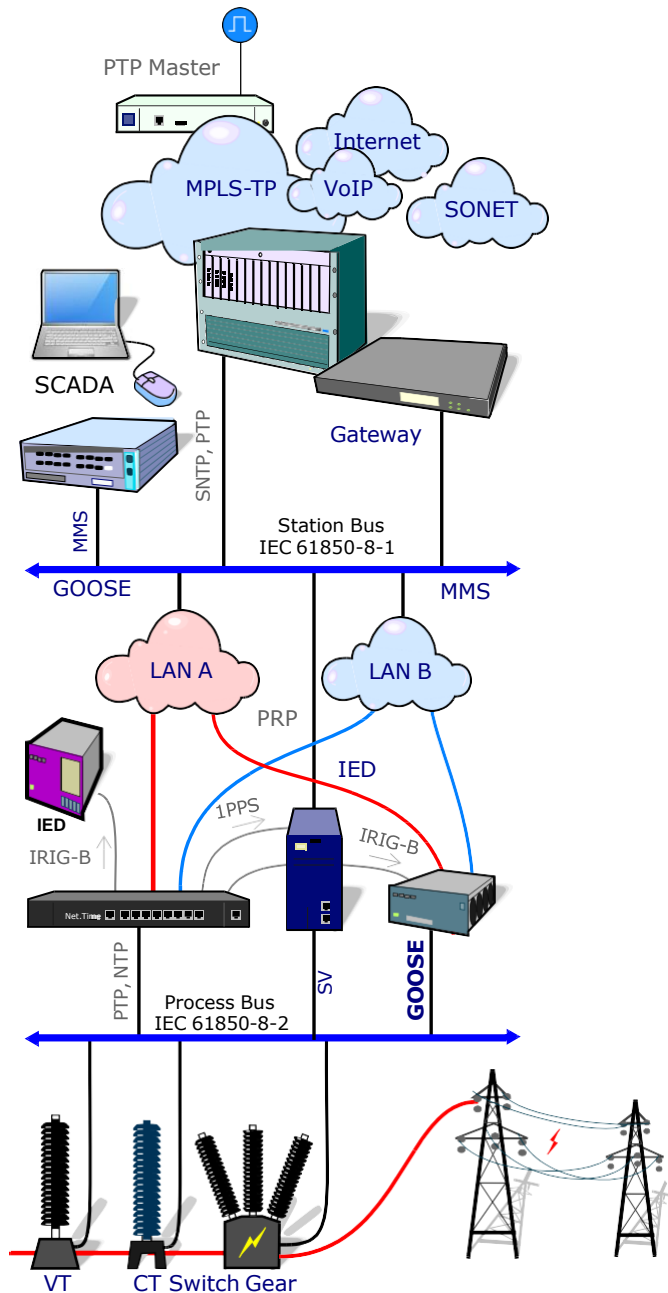 PTP Master
Internet
MPLS-TP
VoIP
SONET
SCADA
Gateway
SNTP, PTP
MMS
Station Bus
IEC 61850-8-1
GOOSE
MMS
LAN A
LAN B
PRP
IED
1PPS
IED
IRIG-B
IRIG-B
Net.Time
PTP, NTP
SV
GOOSE
Process Bus
IEC 61850-8-2
VT
CT
Switch Gear